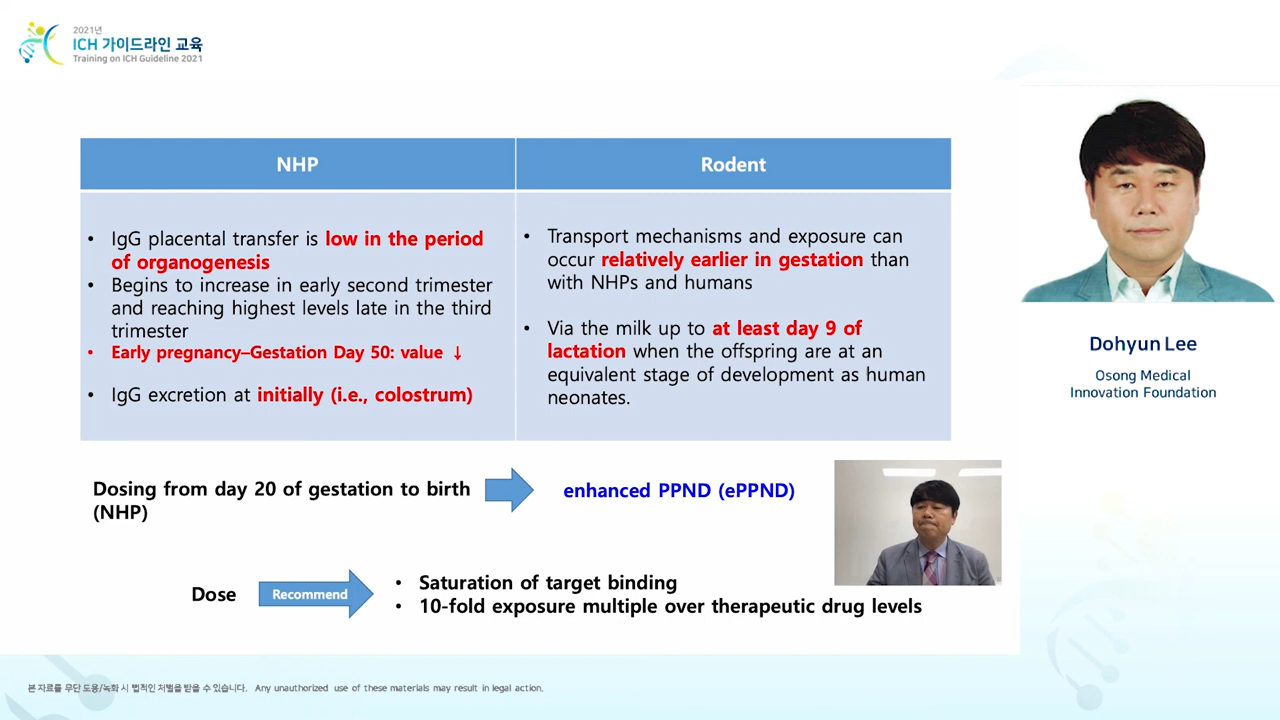 2021년
ICH 가이드라인 교육
Training on ICH Guideline 2021
NHP
Rodent
• IgG placental transfer is low in the period
of organogenesis
• Begins to increase in early second trimester
and reaching highest levels late in the third
trimester
• Early pregnancy–Gestation Day 50: value ↓
• IgG excretion at initially (i.e., colostrum)
• Transport mechanisms and exposure can
occur relatively earlier in gestation than
with NHPs and humans
• Via the milk up to at least day 9 of
lactation when the offspring are at an
equivalent stage of development as human
neonates.
Dosing from day 20 of gestation to birth
(NHP)
enhanced PPND (ePPND)
Dose
Recommend
• Saturation of target binding
• 10-fold exposure multiple over therapeutic drug levels
Dohyun Lee
Osong Medical
Innovation Foundation
본 자료를 무단 도용/녹화 시 법적인 처벌을 받을 수 있습니다. Any unauthorized use of these materials may result in legal action.